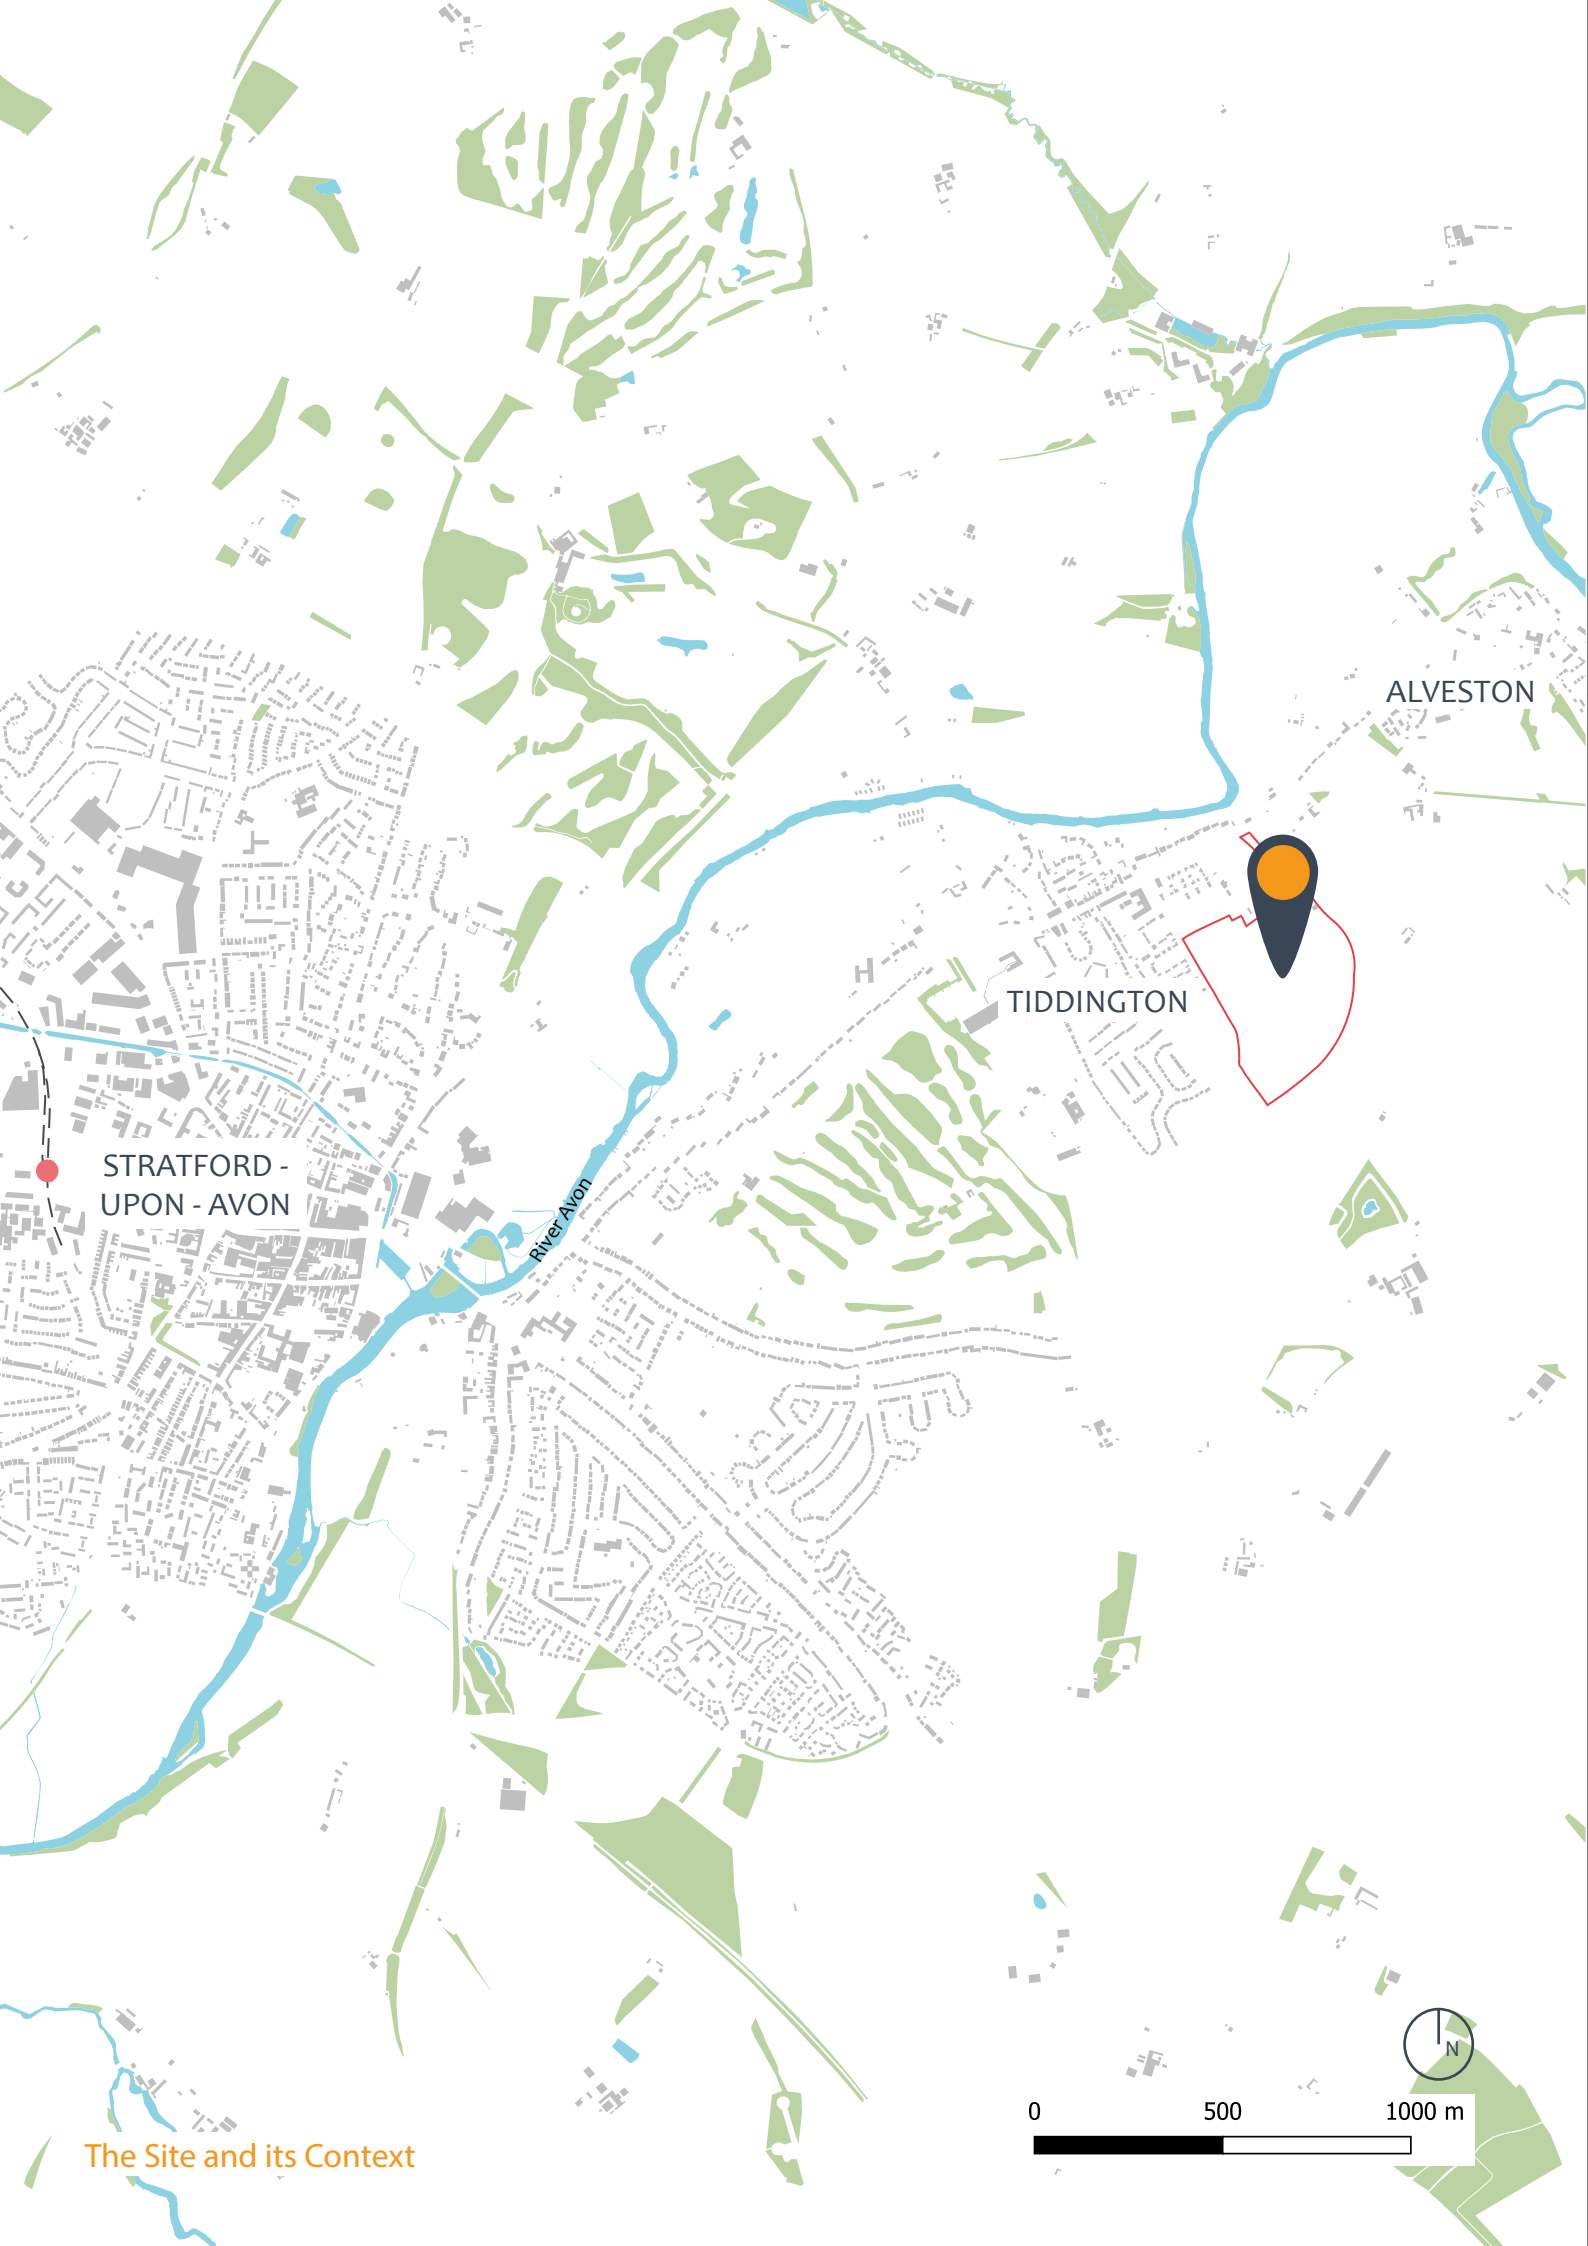 ALVESTON
TIDDINGTON
STRATFORD -
UPON - AVON
River Avon
N
0 500 1000 m
The Site and its Context